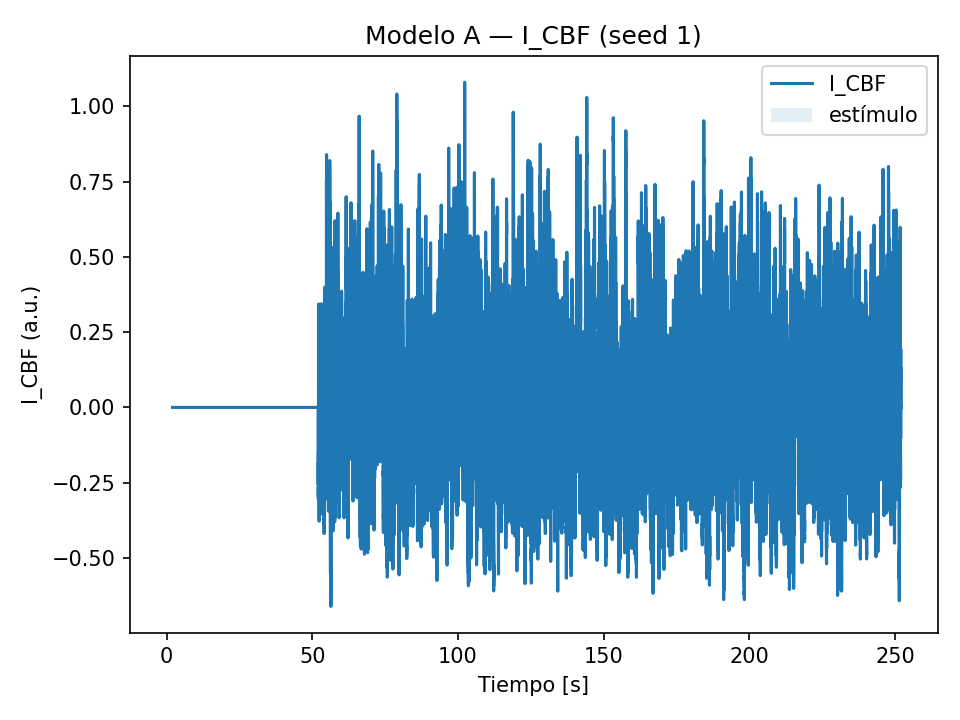 Modelo A — I_CBF (seed 1)
I_CBF
estímulo
I_CBF (a.u.)
1.00
0.75
0.50
0.25
0.00
−0.25
−0.50
0 50 100 150 200 250
Tiempo [s]